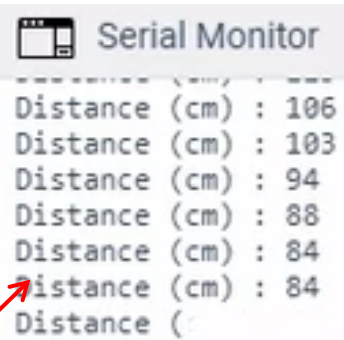 Serial Monitor
Distance (cm) : 106
Distance (cm) : 103
Distance (cm) : 94
Distance (cm) : 88
Distance (cm) : 84
Distance (cm) : 84
Distance (